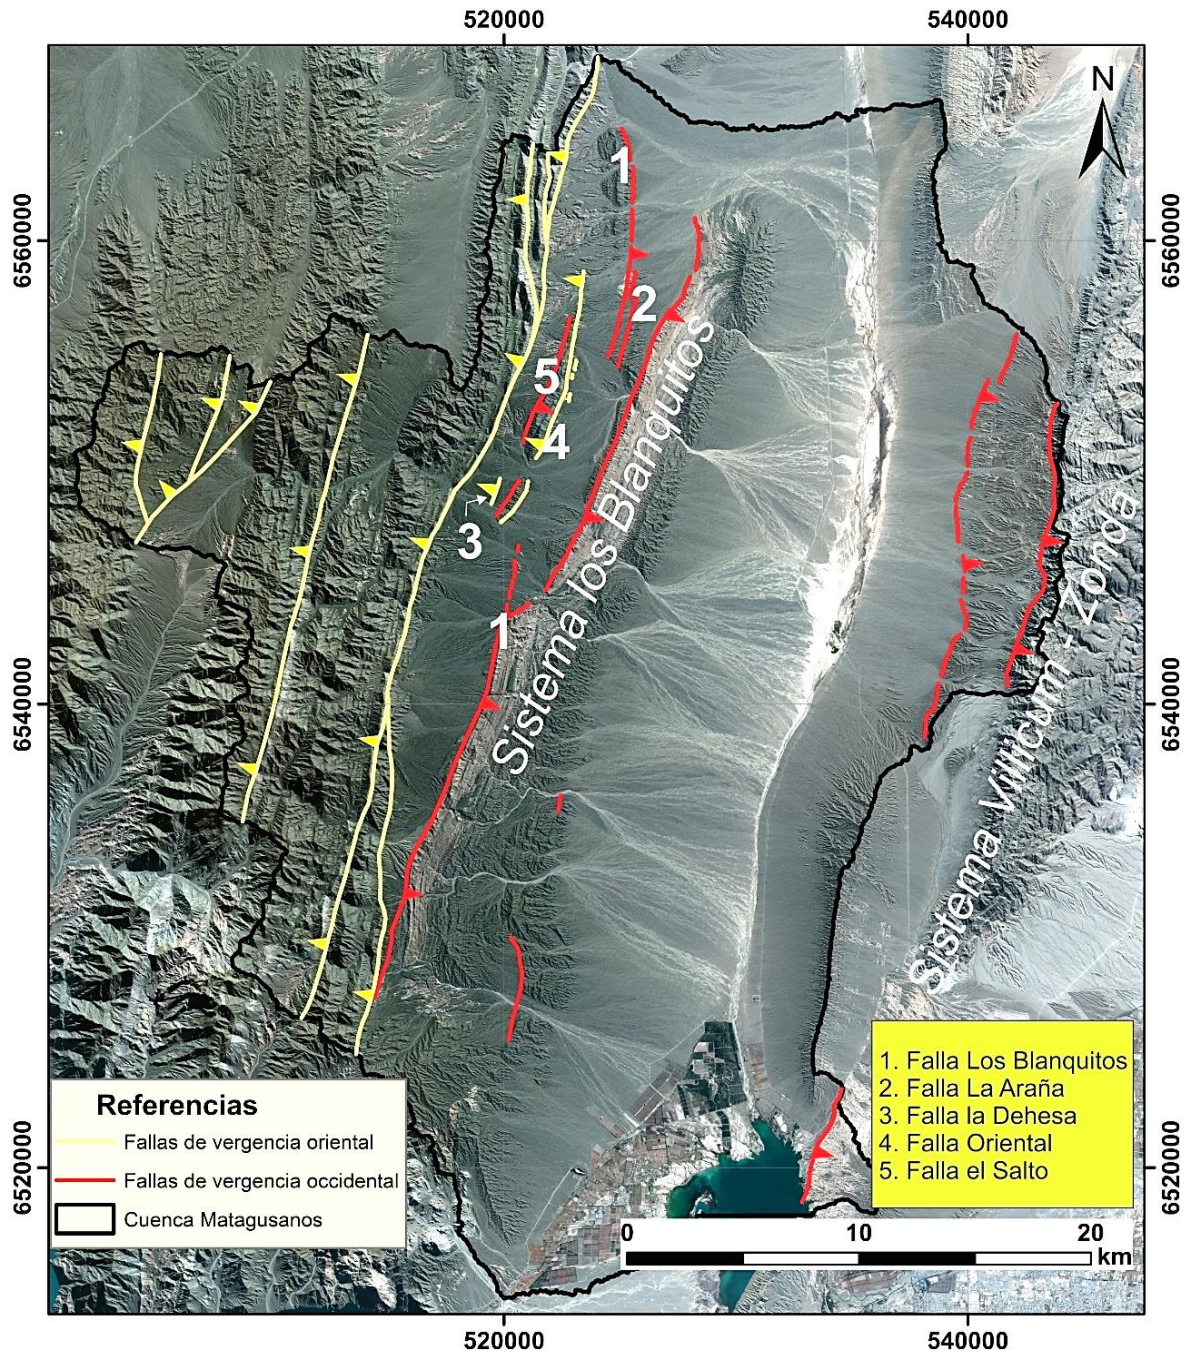 520000
540000
N
1
6560000
6560000
2
Sistema los Blanquitos
5
4
3
1
Sistema Villicum - Zonda
6540000
6540000
1. Falla Los Blanquitos
2. Falla La Araña
3. Falla la Dehesa
4. Falla Oriental
5. Falla el Salto
Referencias
Fallas de vergencia oriental
Fallas de vergencia occidental
Cuenca Matagusanos
6520000
6520000
0 10 20
km
520000
540000